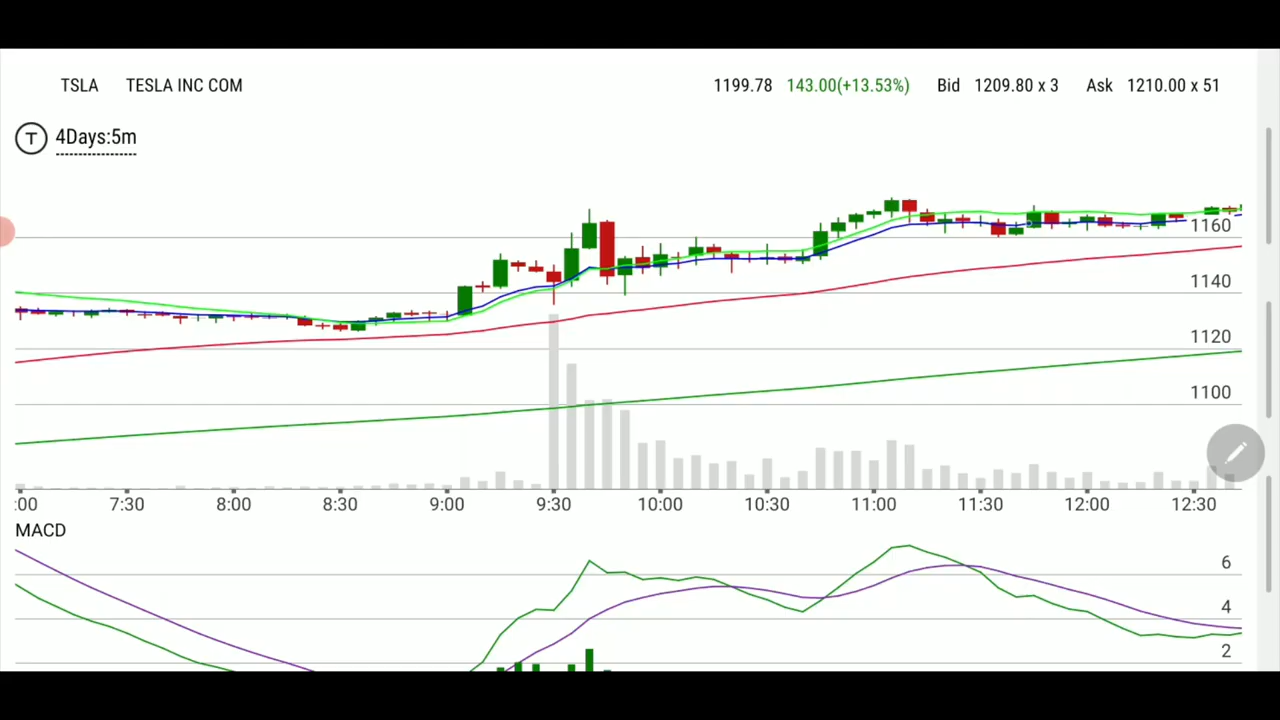 TSLA TESLA INC COM 1199.78 143.00(+13.53%) Bid 1209.80 x 3 Ask 1210.00 x 51
T 4Days:5m
1160
1140
1120
1100
:00 7:30 8:00 8:30 9:00 9:30 10:00 10:30 11:00 11:30 12:00 12:30
MACD
6
4
2